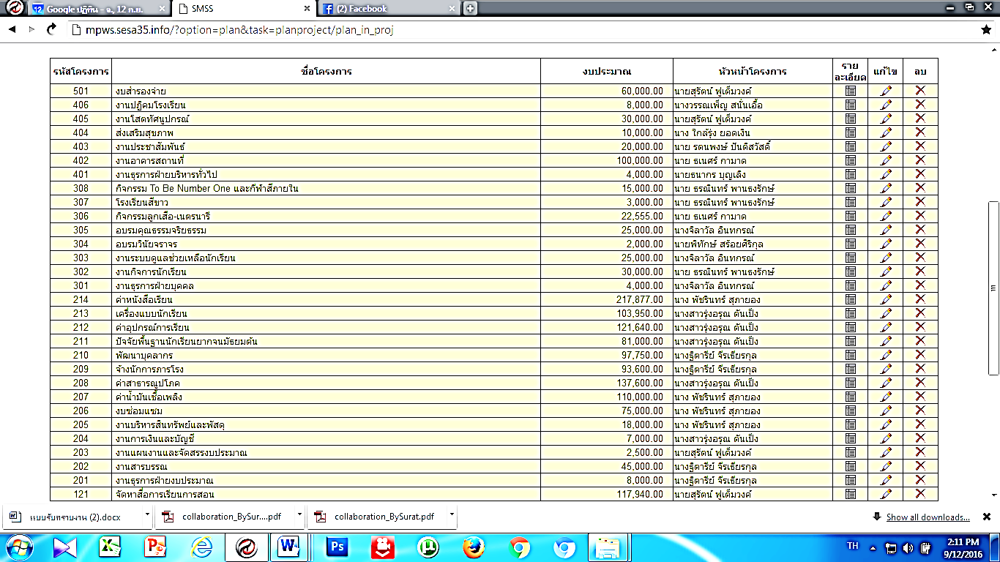 Google ปฏิทิน - จ., 12 ก.ย.
SMSS
(2) Facebook
mpws.sesa35.info/?option=plan&task=planproject/plan_in_proj
รหัสโครงการ ชื่อโครงการ งบประมาณ หัวหน้าโครงการ ราย แก้ไข ลบ
ละเอียด
501 งบสำรองจ่าย 60,000.00 นายสุรัตน์ ฟูเต็มวงค์
406 งานปฏิคมโรงเรียน 8,000.00 นางวรรณเพ็ญ สนั่นเอื้อ
405 งานโสตทัศนูปกรณ์ 30,000.00 นายสุรัตน์ ฟูเต็มวงค์
404 ส่งเสริมสุขภาพ 10,000.00 นาง ใกล้รุ่ง ยอดเงิน
403 งานประชาสัมพันธ์ 20,000.00 นาย รตนพงษ์ ปันติสวัสดิ์
402 งานอาคารสถานที่ 100,000.00 นาย ธเนศร์ กามาด
401 งานธุรการฝ่ายบริหารทั่วไป 4,000.00 นายธนากร บุญเลิง
308 กิจกรรม To Be Number One และกีฬาสีภายใน 15,000.00 นาย ธรณินทร์ พานธงรักษ์
307 โรงเรียนสีขาว 3,000.00 นาย ธรณินทร์ พานธงรักษ์
306 กิจกรรมลูกเสือ-เนตรนารี 22,555.00 นาย ธเนศร์ กามาด
305 อบรมคุณธรรมจริยธรรม 25,000.00 นางจิลาวัล อินทกรณ์
304 อบรมวินัยจราจร 2,000.00 นายพิทักษ์ สร้อยศิริกุล
303 งานระบบดูแลช่วยเหลือนักเรียน 25,000.00 นางจิลาวัล อินทกรณ์
302 งานกิจการนักเรียน 30,000.00 นาย ธรณินทร์ พานธงรักษ์
301 งานธุรการฝ่ายบุคคล 4,000.00 นางจิลาวัล อินทกรณ์
214 ค่าหนังสือเรียน 217,877.00 นาง พัชรินทร์ สุภายอง
213 เครื่องแบบนักเรียน 103,950.00 นางสาวรุ่งอรุณ ตันเป็ง
212 ค่าอุปกรณ์การเรียน 121,640.00 นางสาวรุ่งอรุณ ตันเป็ง
211 ปัจจัยพื้นฐานนักเรียนยากจนมัธยมต้น 81,000.00 นางสาวรุ่งอรุณ ตันเป็ง
210 พัฒนาบุคลากร 97,750.00 นางฐิตารีย์ จีรเธียรกุล
209 จ้างนักการภารโรง 93,600.00 นางฐิตารีย์ จีรเธียรกุล
208 ค่าสาธารณูปโภค 137,600.00 นางสาวรุ่งอรุณ ตันเป็ง
207 ค่าน้ำมันเชื้อเพลิง 110,000.00 นาง พัชรินทร์ สุภายอง
206 งบซ่อมแซม 75,000.00 นาง พัชรินทร์ สุภายอง
205 งานบริหารสินทรัพย์และพัสดุ 18,000.00 นาง พัชรินทร์ สุภายอง
204 งานการเงินและบัญชี 7,000.00 นางสาวรุ่งอรุณ ตันเป็ง
203 งานแผนงานและจัดสรรงบประมาณ 2,500.00 นายสุรัตน์ ฟูเต็มวงค์
202 งานสารบรรณ 45,000.00 นางฐิตารีย์ จีรเธียรกุล
201 งานธุรการฝ่ายงบประมาณ 8,000.00 นางฐิตารีย์ จีรเธียรกุล
121 จัดหาสื่อการเรียนการสอน 117,940.00 นายสุรัตน์ ฟูเต็มวงค์
แบบรับทราบงาน (2).docx
collaboration_BySur....pdf
collaboration_BySurat.pdf
Show all downloads...
TH
2:11 PM
9/12/2016